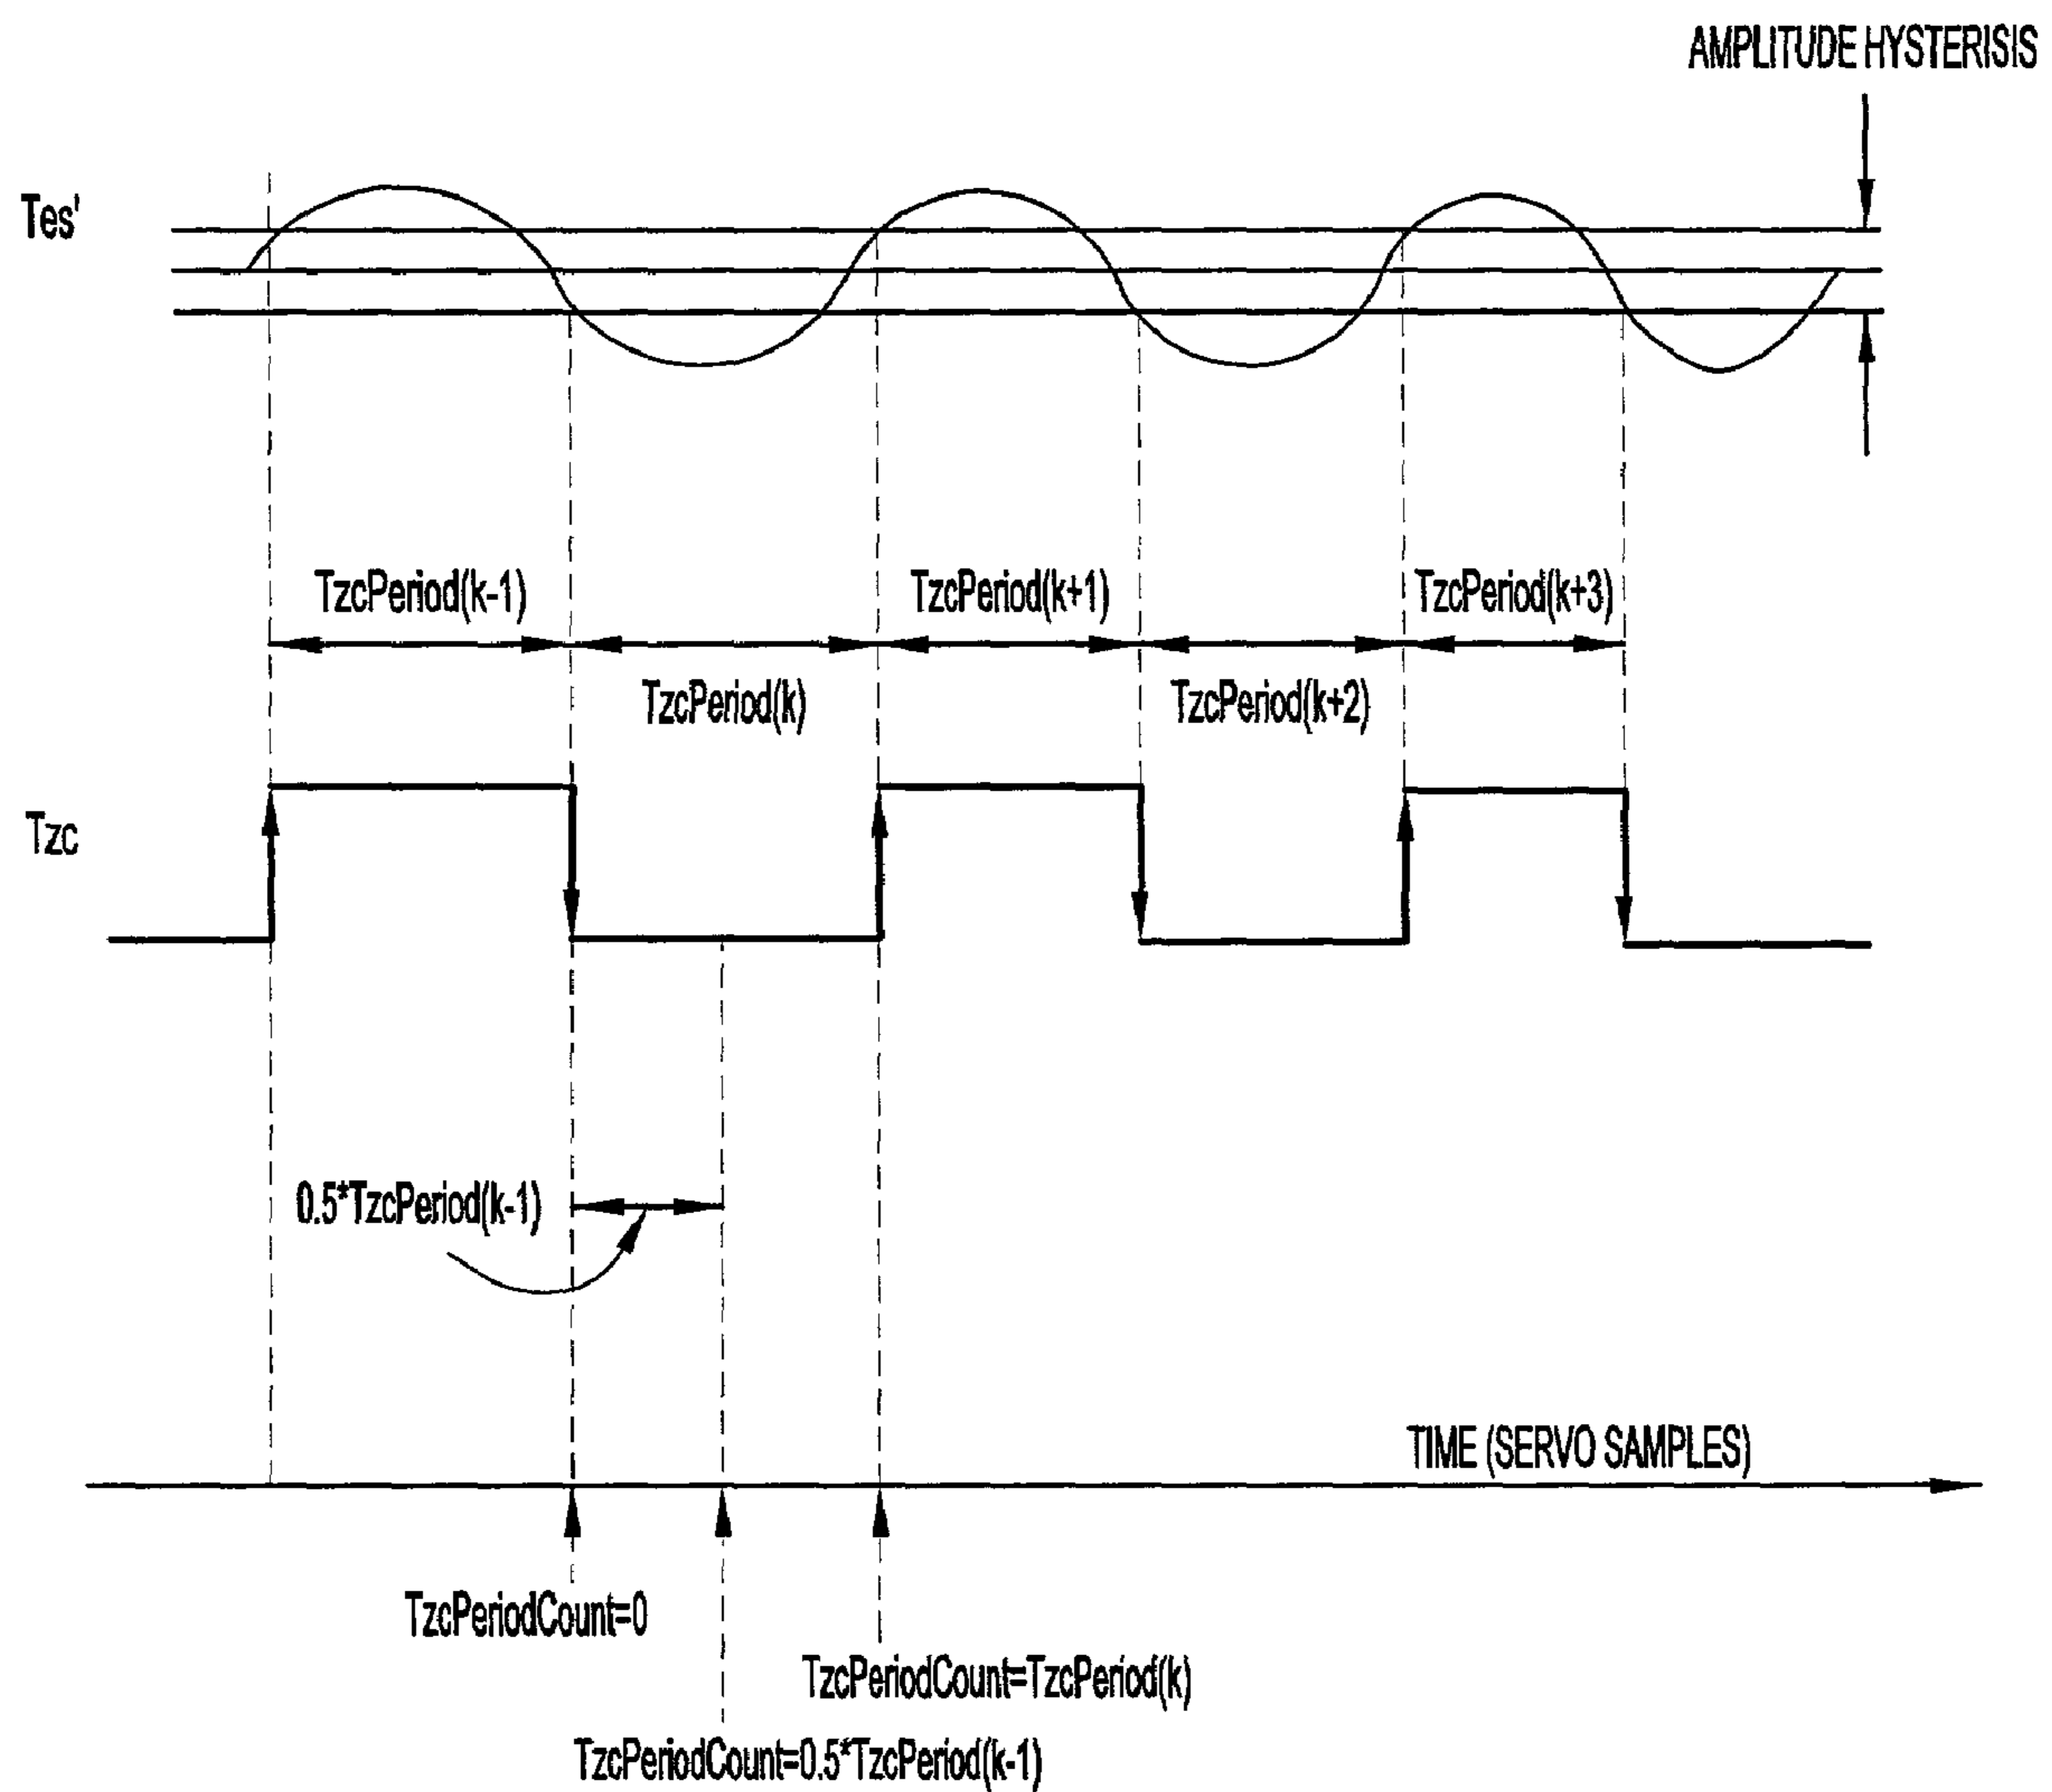 AMPLITUDE HYSTERISIS
Tes'
TzcPeriod(k-1)
TzcPeriod(k+1)
TzcPeriod(k+3)
TzcPeriod(k)
TzcPeriod(k+2)
Tzc
0.5*TzcPeriod(k-1)
TIME (SERVO SAMPLES)
TzcPeriodCount=0
TzcPeriodCount=TzcPeriod(k)
TzcPeriodCount=0.5*TzcPeriod(k-1)